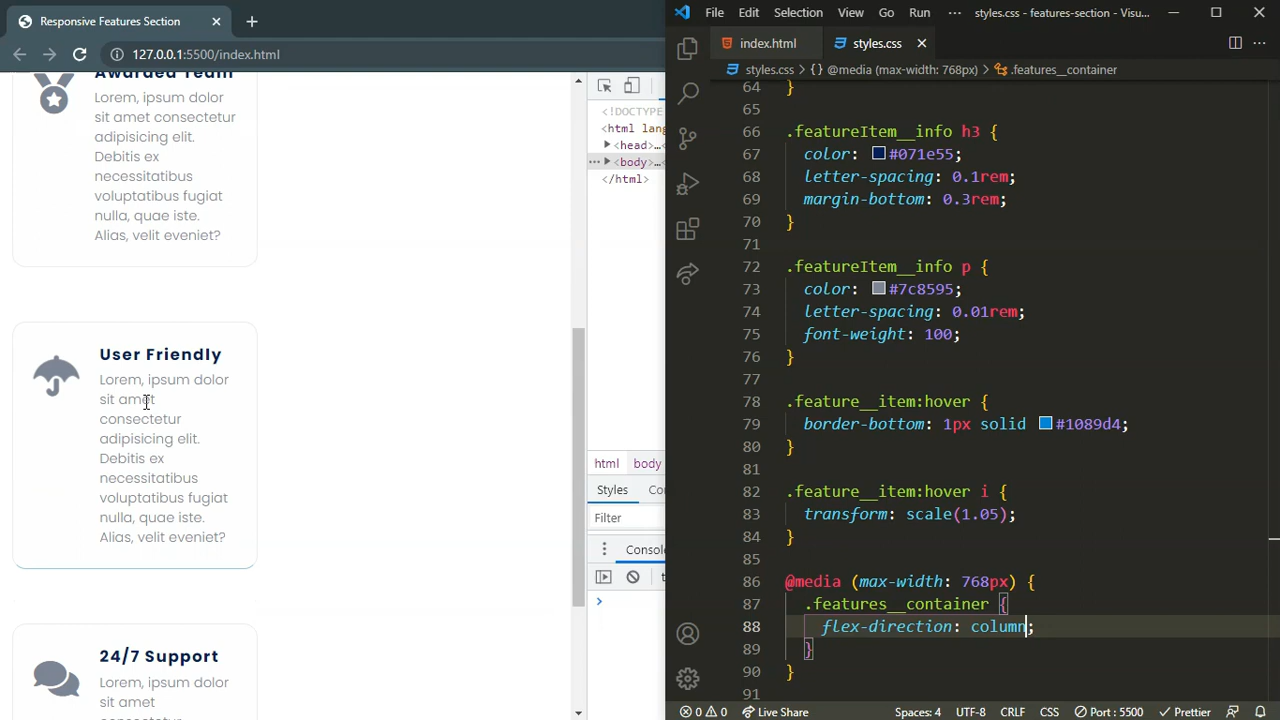 Responsive Features Section
127.0.0.1:5500/index.html
Awarded Team
Lorem, ipsum dolor
sit amet consectetur
adipisicing elit.
Debitis ex
necessitatibus
voluptatibus fugiat
nulla, quae iste.
Alias, velit eveniet?
User Friendly
Lorem, ipsum dolor
sit amet
consectetur
adipisicing elit.
Debitis ex
necessitatibus
voluptatibus fugiat
nulla, quae iste.
Alias, velit eveniet?
24/7 Support
Lorem, ipsum dolor
sit amet
<!DOCTYPE
<html lang
<head>…
<body>…
</html>
html body
Styles Co
Filter
Console
File Edit Selection View Go Run ··· styles.css - features-section - Visu...
index.html styles.css
styles.css > {} @media (max-width: 768px) > .features__container
64 }
65
66 .featureItem__info h3 {
67 color: #071e55;
68 letter-spacing: 0.1rem;
69 margin-bottom: 0.3rem;
70 }
71
72 .featureItem__info p {
73 color: #7c8595;
74 letter-spacing: 0.01rem;
75 font-weight: 100;
76 }
77
78 .feature__item:hover {
79 border-bottom: 1px solid #1089d4;
80 }
81
82 .feature__item:hover i {
83 transform: scale(1.05);
84 }
85
86 @media (max-width: 768px) {
87 .features__container {
88 flex-direction: column;
89 }
90 }
91
0 0 Live Share Spaces: 4 UTF-8 CRLF CSS Port : 5500 Prettier